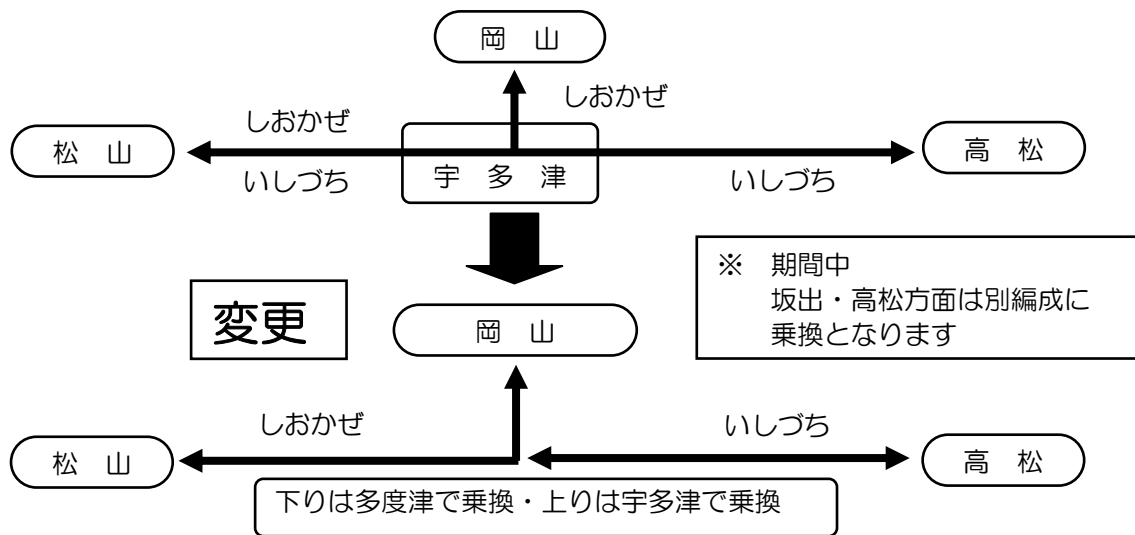 岡 山
しおかぜ
しおかぜ
松 山
高 松
宇 多 津
いしづち
いしづち
※ 期間中
坂出・高松方面は別編成に
乗換となります
変更
岡 山
しおかぜ
いしづち
松 山
高 松
下りは多度津で乗換・上りは宇多津で乗換